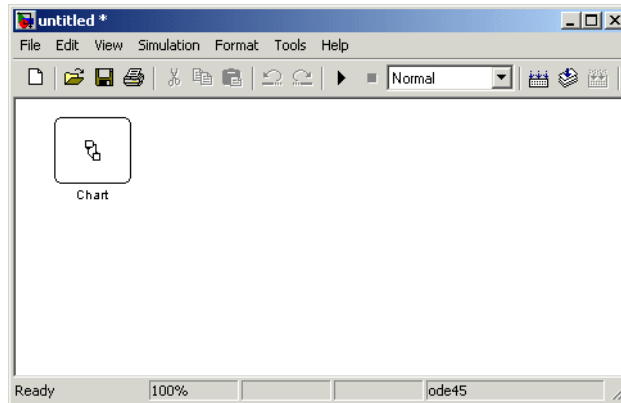 untitled *
File Edit View Simulation Format Tools Help
Normal
Chart
Ready 100% ode45